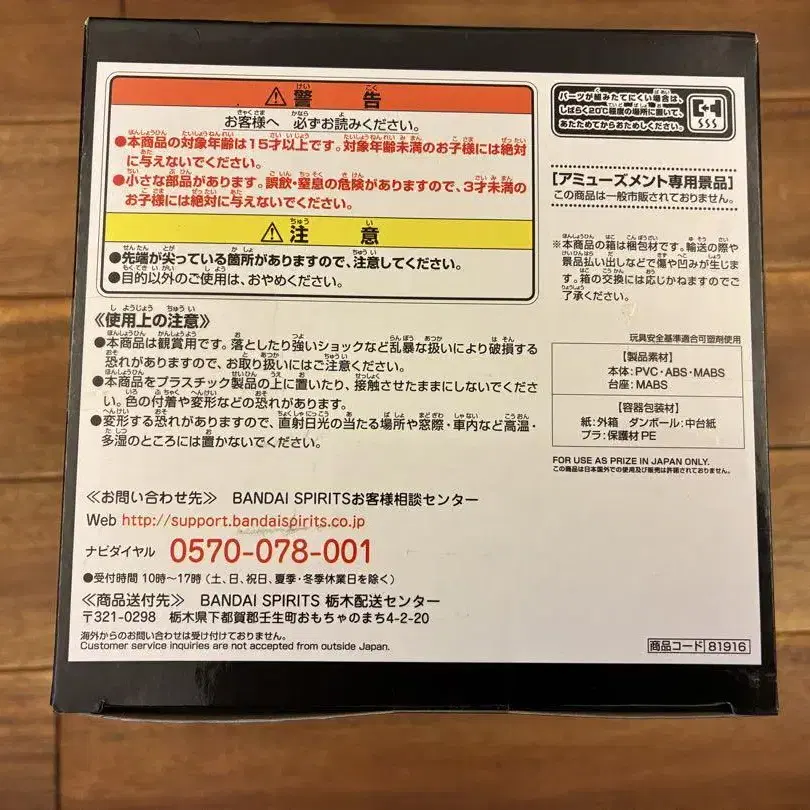 ⚠警告
お客様へ 必ずお読みください。
●本商品の対象年齢は15才以上です。対象年齢未満のお子様には絶対
に与えないでください。
●小さな部品があります。誤飲・窒息の危険がありますので、3才未満の
お子様には絶対に与えないでください。
⚠注意
●先端が尖っている箇所がありますので、注意してください。
●目的以外のご使用は、おやめください。
《使用上の注意》
●本商品は観賞用です。落としたり強いショックなど乱暴な扱いにより破損する
恐れがありますので、お取り扱いにはご注意ください。
●本商品をプラスチック製品の上に置いたり、接触させたままにしないでくださ
い。色の付着や変形などの恐れがあります。
●変形する恐れがありますので、直射日光の当たる場所や窓際・車内など高温・
多湿のところには置かないでください。
≪お問い合わせ先≫ BANDAI SPIRITSお客様相談センター
Web http://support.bandaispirits.co.jp
ナビダイヤル 0570-078-001
●受付時間 10時〜17時(土、日、祝日、夏季・冬季休業日を除く)
≪商品送付先≫ BANDAI SPIRITS 栃木配送センター
〒321-0298 栃木県下都賀郡壬生町おもちゃのまち4-2-20
海外からのお問い合わせは受け付けておりません。
Customer service inquiries are not accepted from outside Japan.
パーツが組みたてにくい場合は、
しばらく20℃程度の場所に置いて、
あたためてからおためしください。
[アミューズメント専用景品]
この商品は一般市販されておりません。
※本商品の箱は梱包材です。輸送の際や
景品払い出しなどで傷や凹みが生じま
す。箱の交換には応じかねますのでご
了承ください。
玩具安全基準適合可塑剤使用
【製品素材】
本体:PVC・ABS・MABS
台座:MABS
【容器包装材】
紙:外箱 ダンボール:中台紙
プラ:保護材PE
FOR USE AS PRIZE IN JAPAN ONLY.
この商品は日本国外での使用及び販売は許諾されておりません。
商品コード 81916